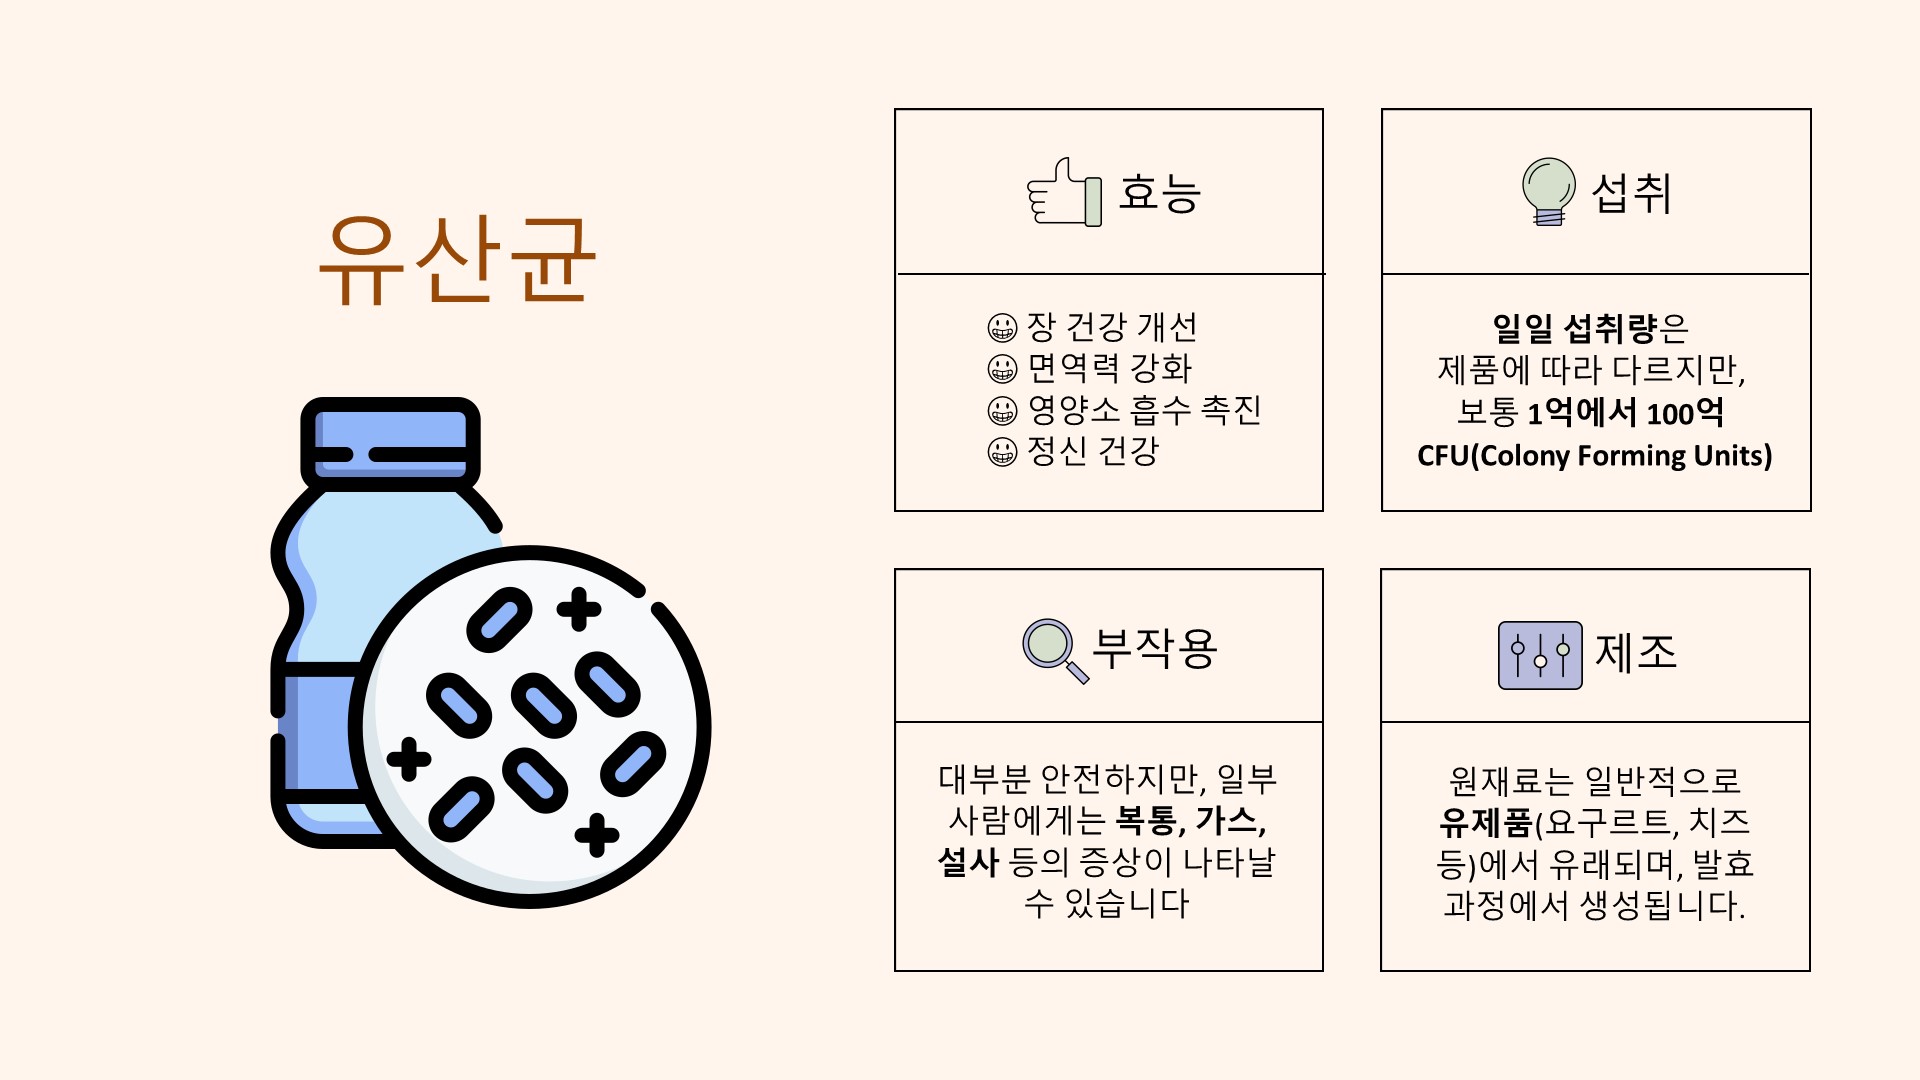 유산균
효능
장 건강 개선
면역력 강화
영양소 흡수 촉진
정신 건강
섭취
일일 섭취량은
제품에 따라 다르지만,
보통 1억에서 100억
CFU(Colony Forming Units)
부작용
대부분 안전하지만, 일부
사람에게는 복통, 가스,
설사 등의 증상이 나타날
수 있습니다
제조
원재료는 일반적으로
유제품(요구르트, 치즈
등)에서 유래되며, 발효
과정에서 생성됩니다.